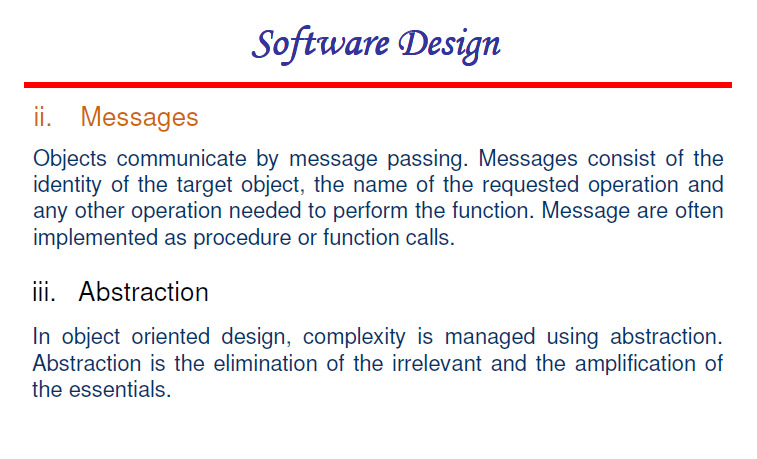 Software Design
ii. Messages
Objects communicate by message passing. Messages consist of the
identity of the target object, the name of the requested operation and
any other operation needed to perform the function. Message are often
implemented as procedure or function calls.
iii. Abstraction
In object oriented design, complexity is managed using abstraction.
Abstraction is the elimination of the irrelevant and the amplification of
the essentials.